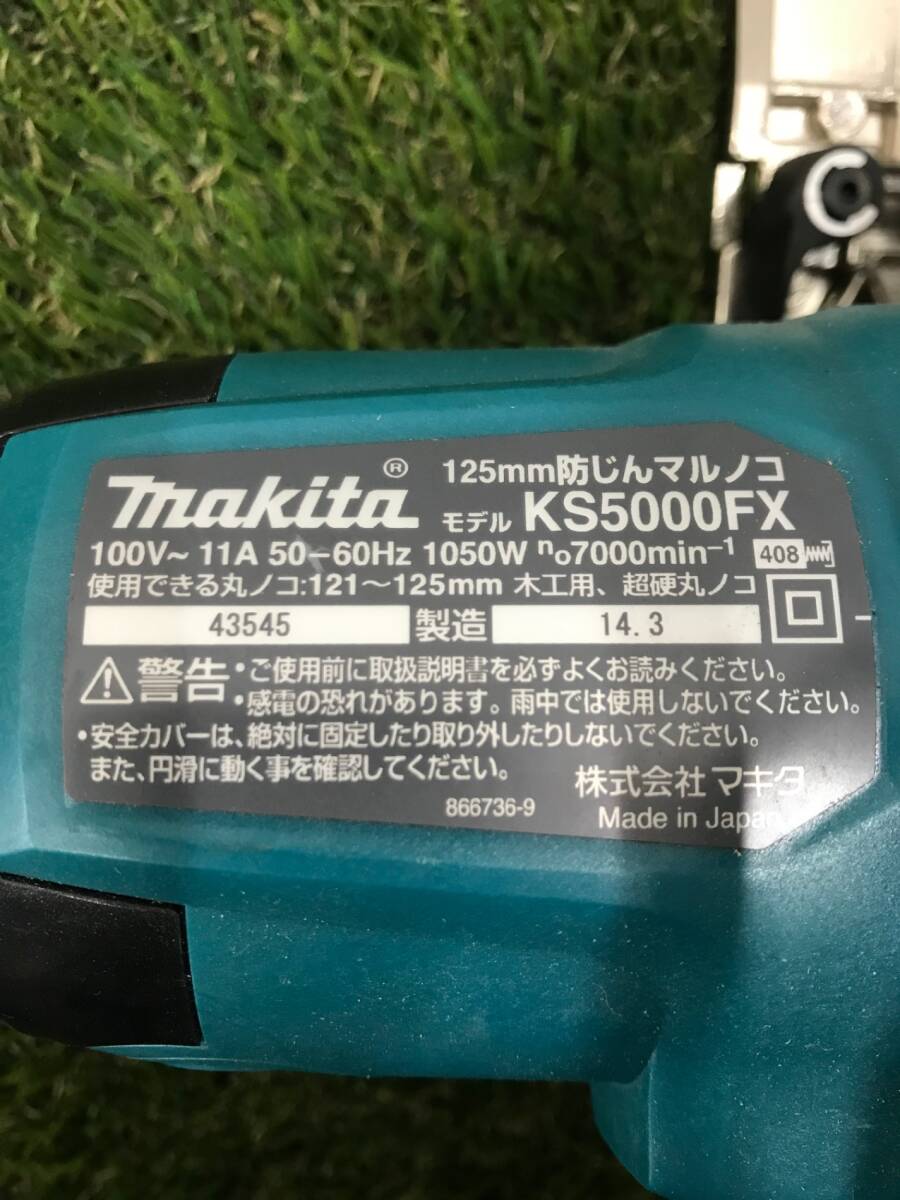 makita® 125mm防じんマルノコ
モデル KS5000FX
100V~ 11A 50-60Hz 1050W n₀7000min⁻¹ 408
使用できる丸ノコ:121～125mm 木工用、超硬丸ノコ
43545 製造 14.3
警告 ・ご使用前に取扱説明書を必ずよくお読みください。
・感電の恐れがあります。雨中では使用しないでください。
・安全カバーは、絶対に固定したり取り外したりしないでください。
また、円滑に動く事を確認してください。
株式会社 マキタ
866736-9 Made in Japan